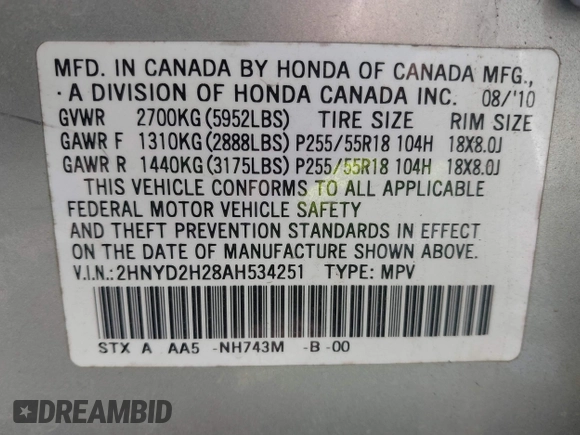 MFD. IN CANADA BY HONDA OF CANADA MFG.,
A DIVISION OF HONDA CANADA INC. 08/'10
GVWR 2700KG (5952LBS) TIRE SIZE RIM SIZE
GAWR F 1310KG (2888LBS) P255/55R18 104H 18X8.0J
GAWR R 1440KG (3175LBS) P255/55R18 104H 18X8.0J
THIS VEHICLE CONFORMS TO ALL APPLICABLE
FEDERAL MOTOR VEHICLE SAFETY
AND THEFT PREVENTION STANDARDS IN EFFECT
ON THE DATE OF MANUFACTURE SHOWN ABOVE.
V.I.N.: 2HNYD2H28AH534251 TYPE: MPV
STX A AA5 -NH743M -B -00
DREAMBID